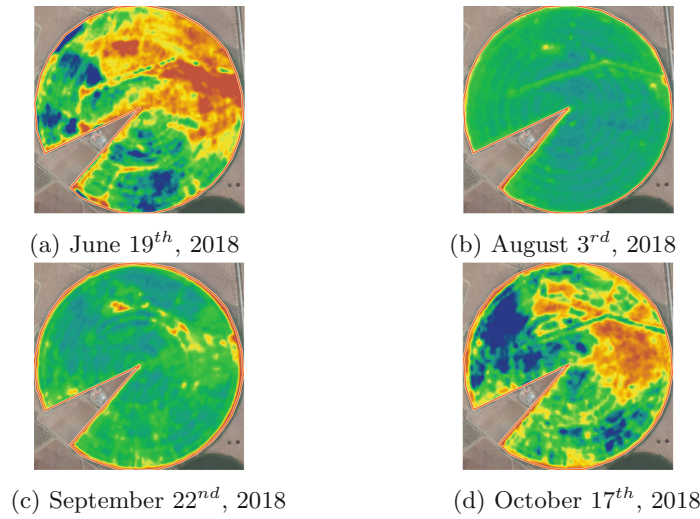 (a) June 19th, 2018
(b) August 3rd, 2018
(c) September 22nd, 2018
(d) October 17th, 2018